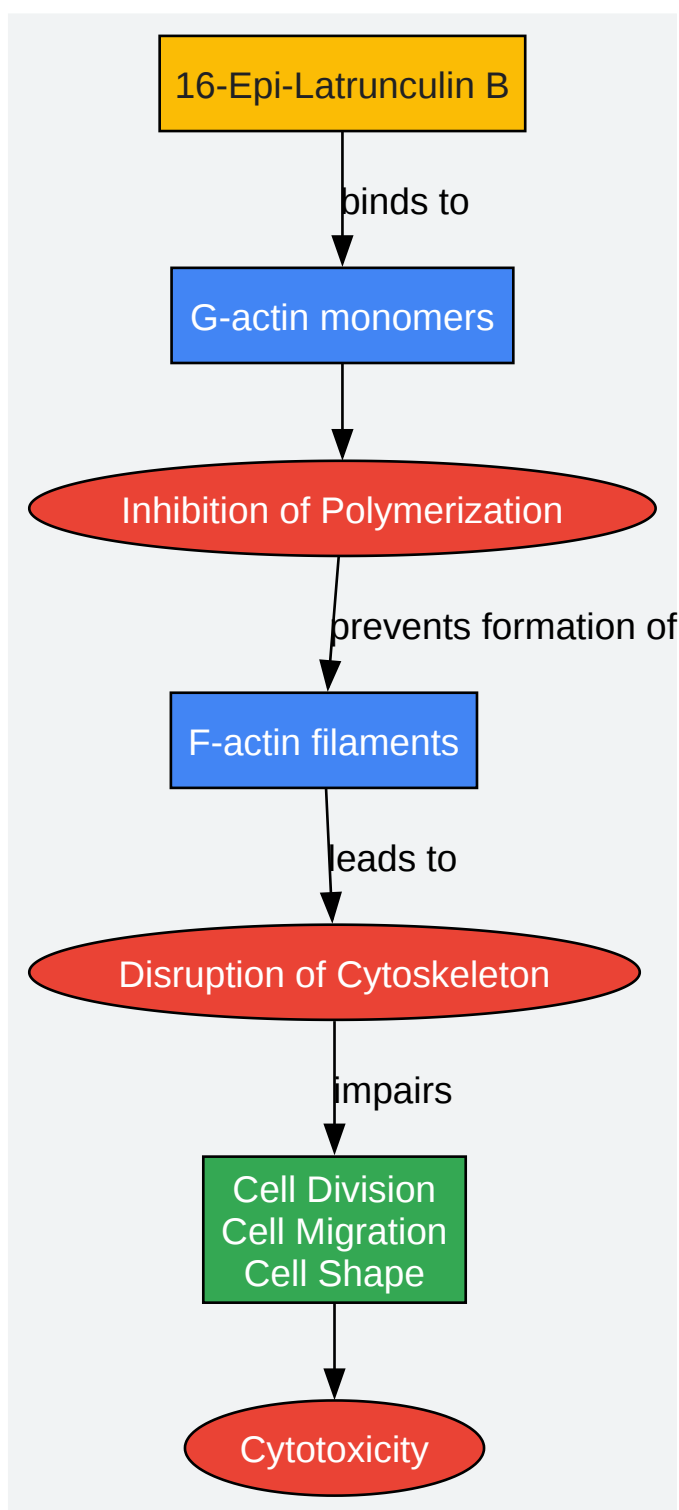 16-Epi-Latrunculin B
binds to
G-actin monomers
Inhibition of Polymerization
prevents formation of
F-actin filaments
leads to
Disruption of Cytoskeleton
impairs
Cell Division
Cell Migration
Cell Shape
Cytotoxicity